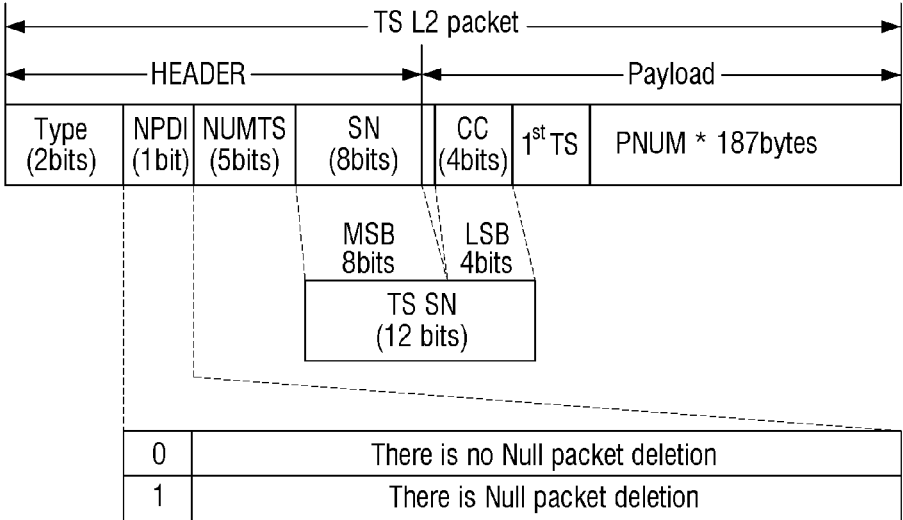 TS L2 packet
HEADER
Payload
Type
(2bits)
NPDI
(1bit)
NUMTS
(5bits)
SN
(8bits)
CC
(4bits)
1st TS
PNUM * 187bytes
MSB
8bits
LSB
4bits
TS SN
(12 bits)
0
There is no Null packet deletion
1
There is Null packet deletion